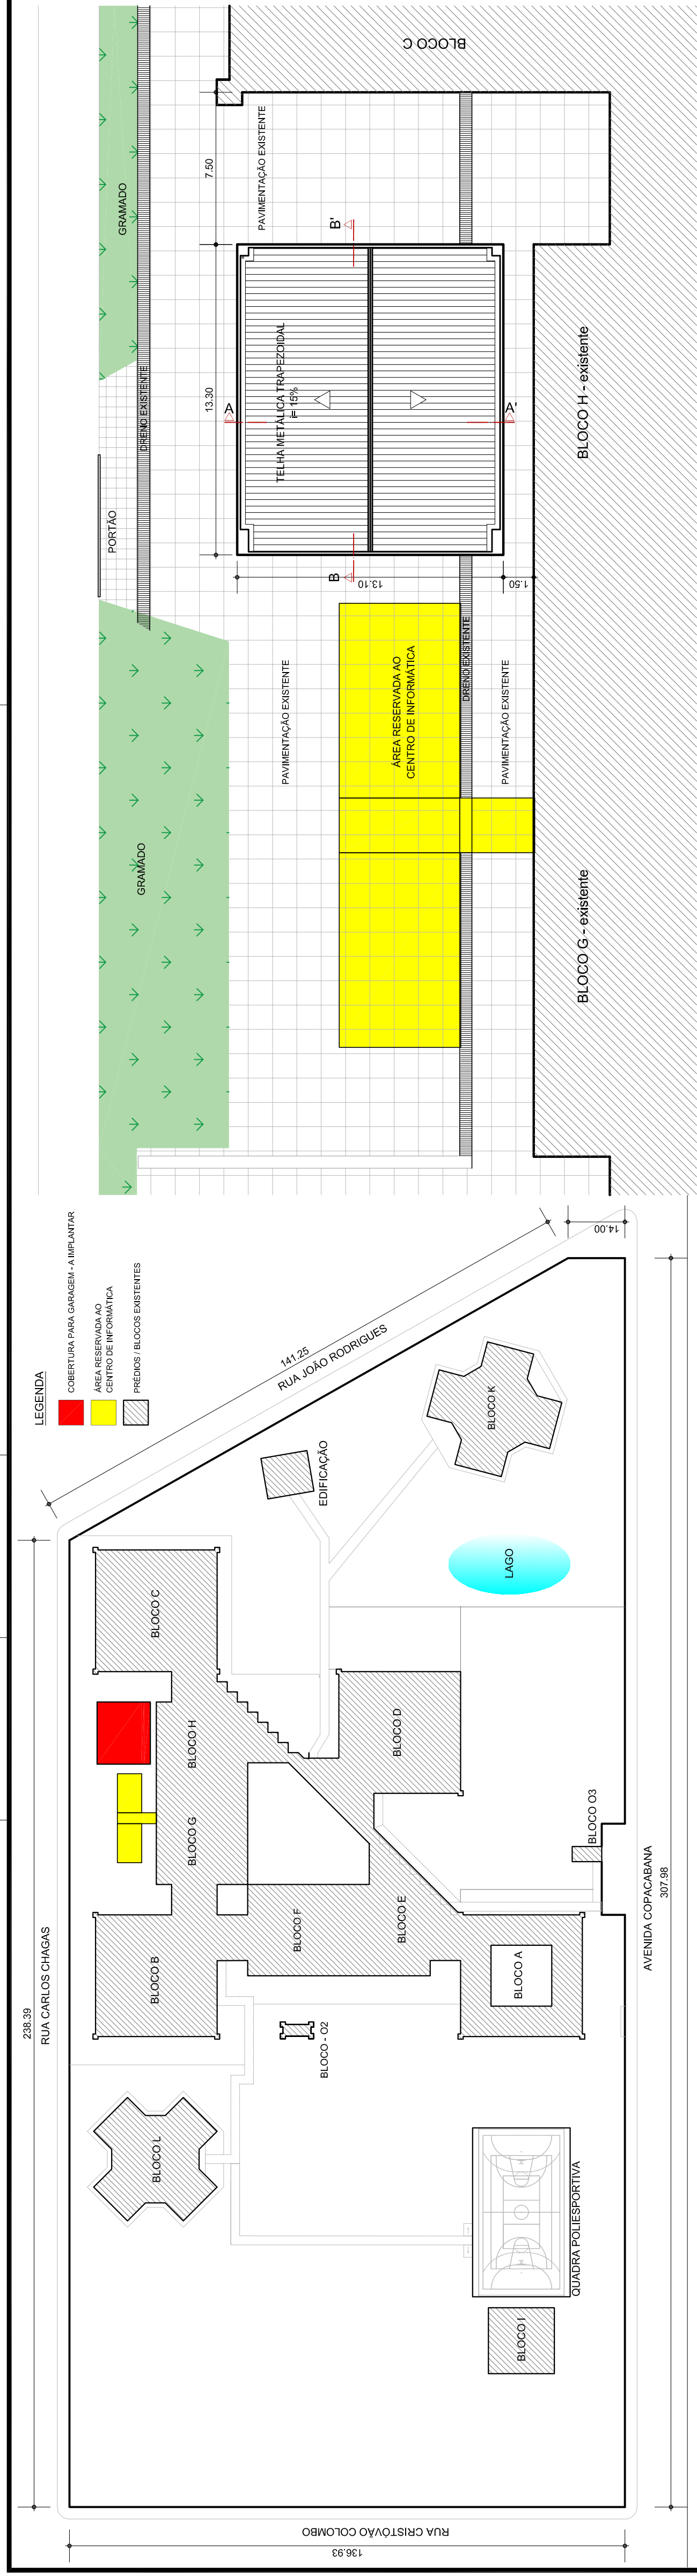 BLOCO C
7.50
PAVIMENTAÇÃO EXISTENTE
GRAMADO
B'
13.30
TELHA METÁLICA TRAPEZOIDAL
i= 15%
A
A'
DRENO EXISTENTE
PORTÃO
BLOCO H - existente
B
13.10
1.50
ÁREA RESERVADA AO
CENTRO DE INFORMÁTICA
DRENO EXISTENTE
PAVIMENTAÇÃO EXISTENTE
PAVIMENTAÇÃO EXISTENTE
GRAMADO
BLOCO G - existente
LEGENDA
COBERTURA PARA GARAGEM - A IMPLANTAR
ÁREA RESERVADA AO
CENTRO DE INFORMÁTICA
PRÉDIOS / BLOCOS EXISTENTES
14.00
141.25
RUA JOÃO RODRIGUES
BLOCO K
EDIFICAÇÃO
LAGO
BLOCO C
BLOCO H
BLOCO D
BLOCO G
BLOCO O3
BLOCO B
BLOCO F
BLOCO E
BLOCO A
BLOCO - O2
AVENIDA COPACABANA
307.98
238.39
RUA CARLOS CHAGAS
BLOCO L
QUADRA POLIESPORTIVA
BLOCO I
RUA CRISTÓVÃO COLOMBO
136.93